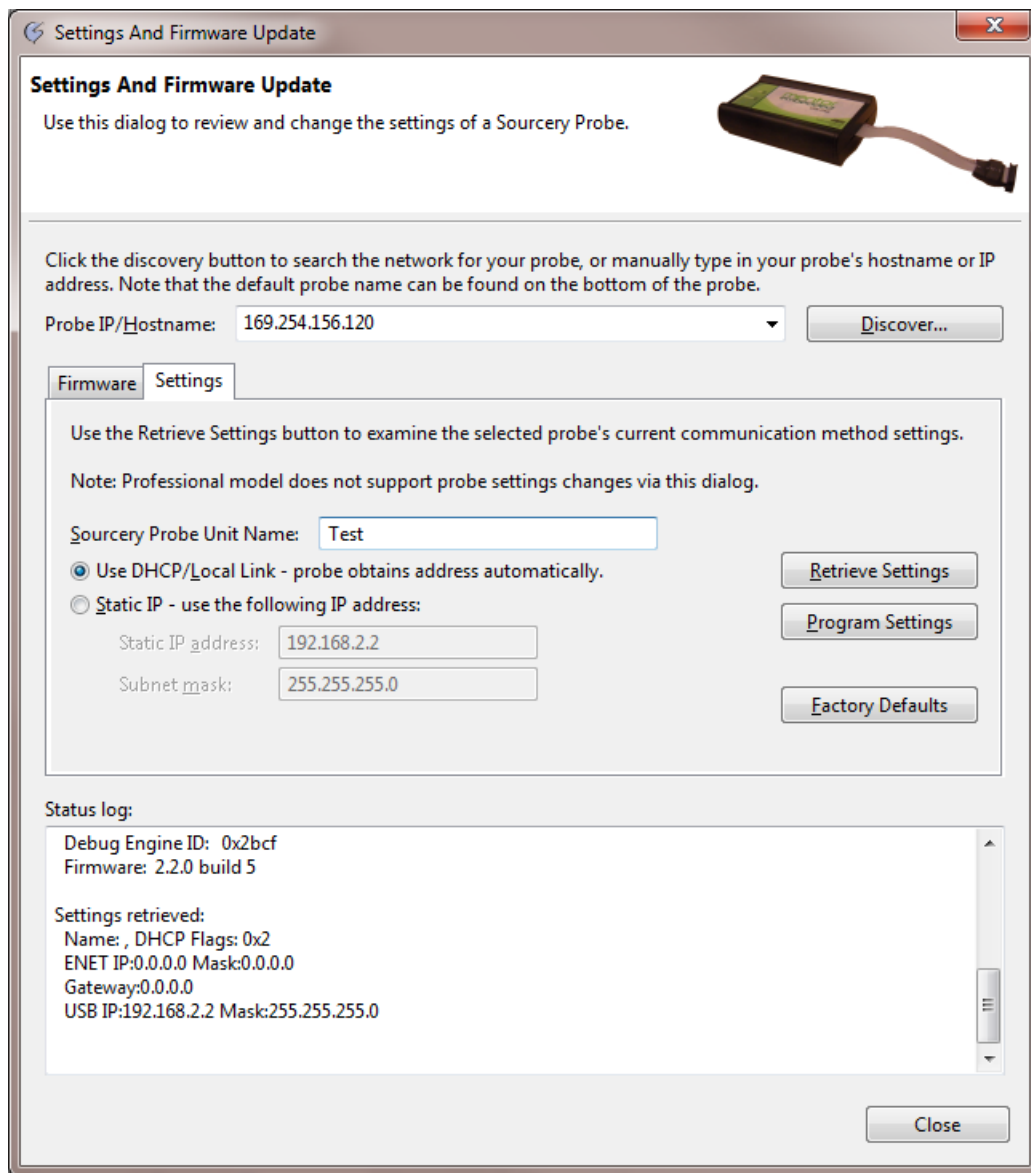 Settings And Firmware Update
Settings And Firmware Update
Use this dialog to review and change the settings of a Sourcery Probe.
Click the discovery button to search the network for your probe, or manually type in your probe's hostname or IP
address. Note that the default probe name can be found on the bottom of the probe.
Probe IP/Hostname: 169.254.156.120 Discover...
Firmware Settings
Use the Retrieve Settings button to examine the selected probe's current communication method settings.
Note: Professional model does not support probe settings changes via this dialog.
Sourcery Probe Unit Name: Test
Use DHCP/Local Link - probe obtains address automatically. Retrieve Settings
Static IP - use the following IP address:
Program Settings
Static IP address: 192.168.2.2
Subnet mask: 255.255.255.0
Factory Defaults
Status log:
Debug Engine ID: 0x2bcf
Firmware: 2.2.0 build 5
Settings retrieved:
Name: , DHCP Flags: 0x2
ENET IP:0.0.0.0 Mask:0.0.0.0
Gateway:0.0.0.0
USB IP:192.168.2.2 Mask:255.255.255.0
Close